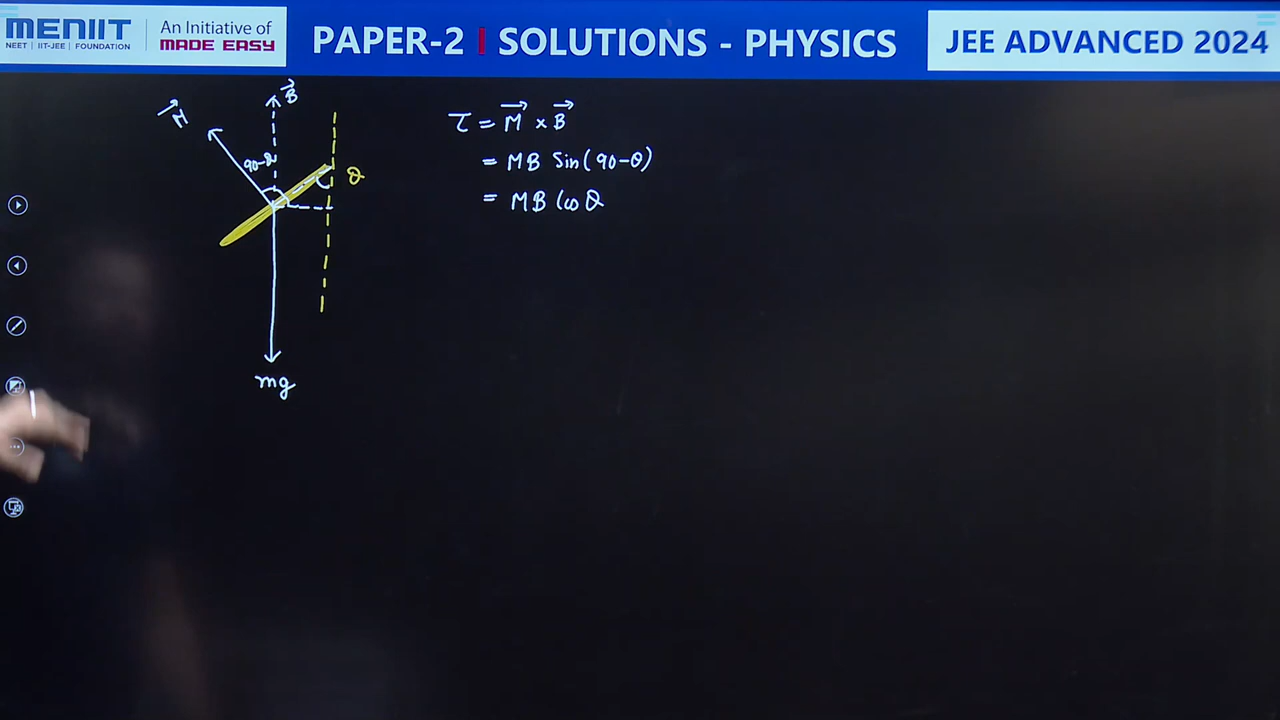 MENIIT
NEET | IIT-JEE | FOUNDATION
An Initiative of
MADE EASY
PAPER-2 | SOLUTIONS - PHYSICS
JEE ADVANCED 2024
M⃗
B⃗
90-θ
θ
mg
τ = M⃗ × B⃗
= MB Sin(90-θ)
= MB Cos θ